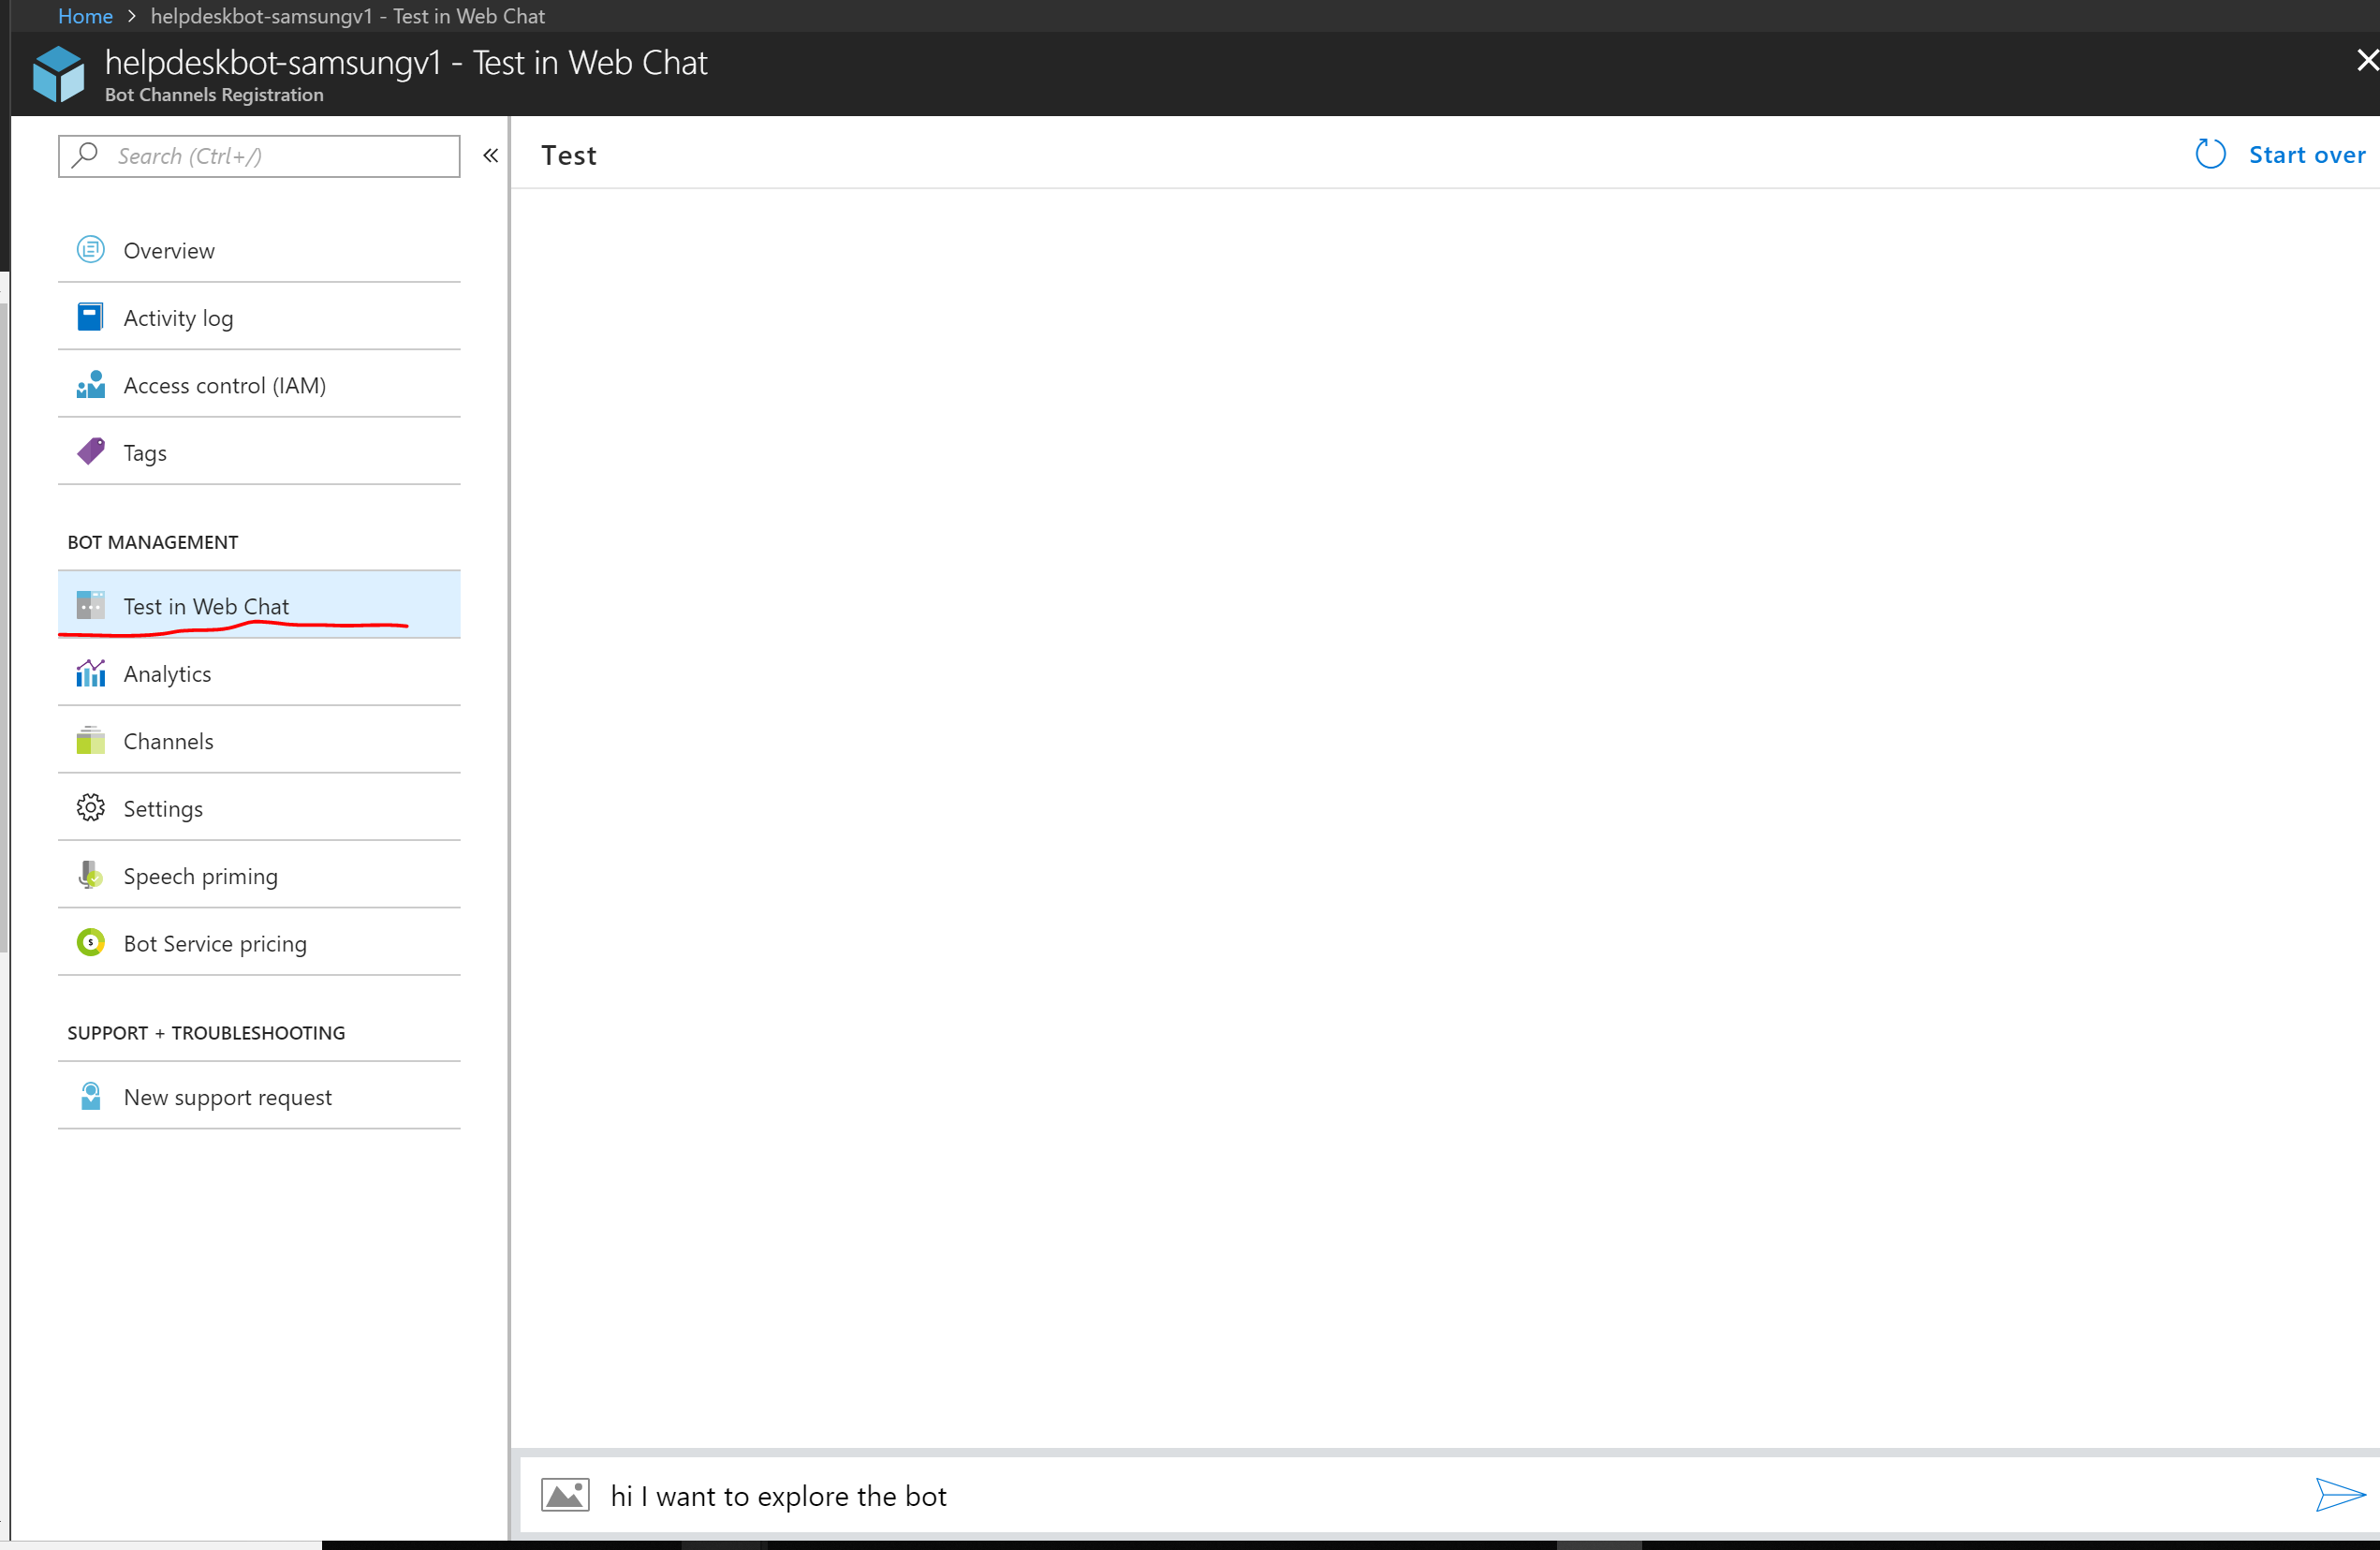 Home > helpdeskbot-samsungv1 - Test in Web Chat
helpdeskbot-samsungv1 - Test in Web Chat
Bot Channels Registration
Search (Ctrl+/)
Overview
Activity log
Access control (IAM)
Tags
BOT MANAGEMENT
Test in Web Chat
Analytics
Channels
Settings
Speech priming
Bot Service pricing
SUPPORT + TROUBLESHOOTING
New support request
Test
Start over
hi I want to explore the bot